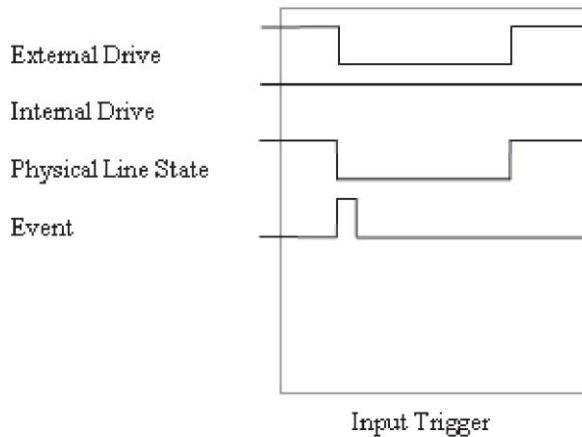 External Drive
Internal Drive
Physical Line State
Event
Input Trigger